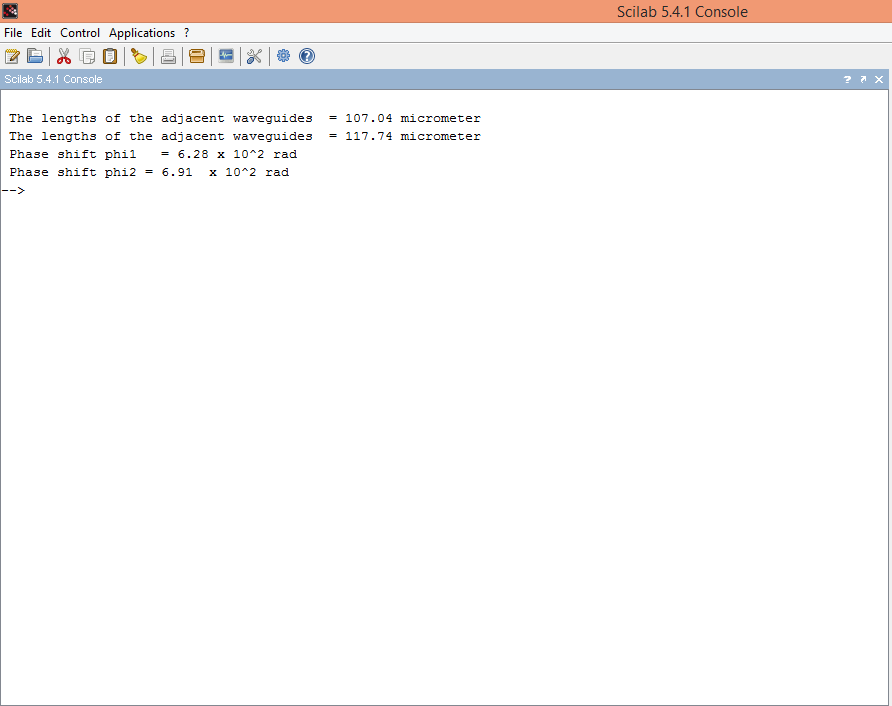 Scilab 5.4.1 Console
File Edit Control Applications ?
Scilab 5.4.1 Console
The lengths of the adjacent waveguides  = 107.04 micrometer
The lengths of the adjacent waveguides  = 117.74 micrometer
Phase shift phi1   = 6.28 x 10^2 rad
Phase shift phi2 = 6.91  x 10^2 rad
-->